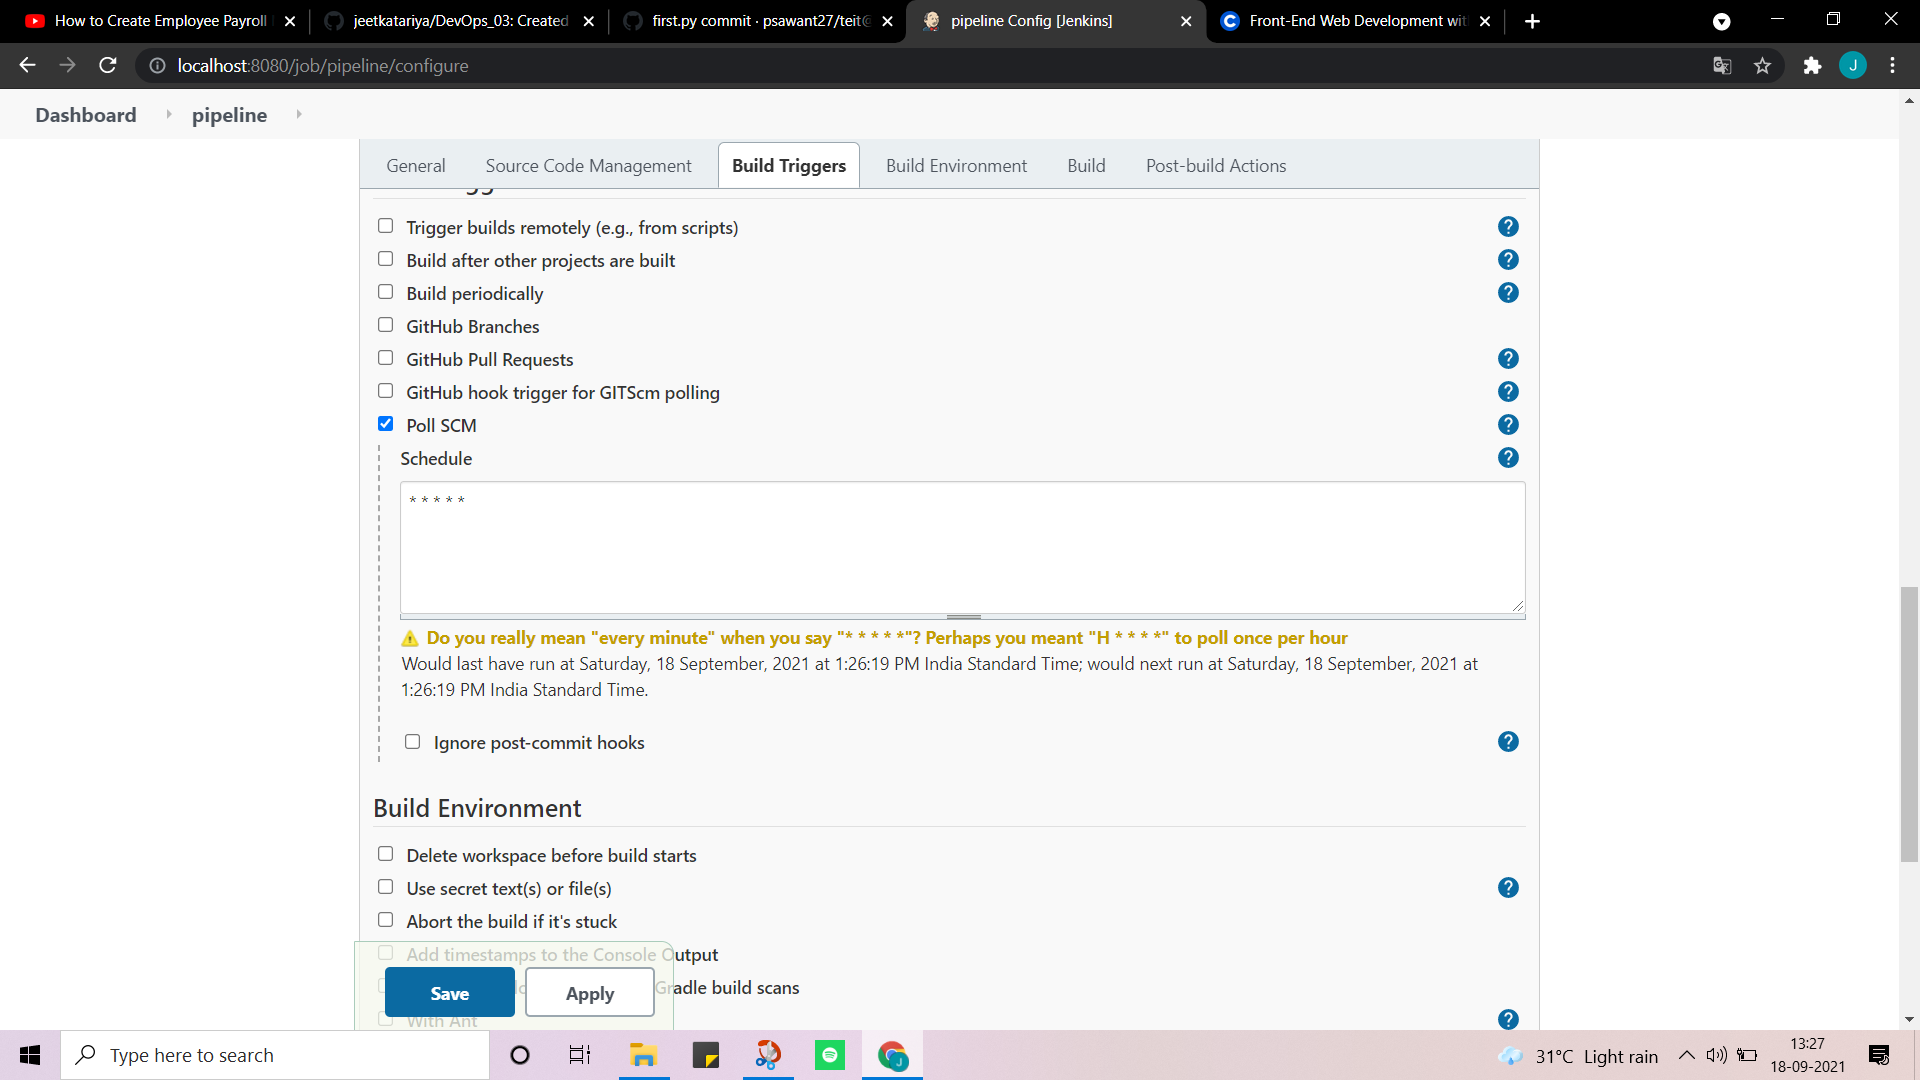 How to Create Employee Payroll
jeetkatariya/DevOps_03: Created
first.py commit · psawant27/teit@
pipeline Config [Jenkins]
Front-End Web Development wit
localhost:8080/job/pipeline/configure
J
Dashboard
pipeline
General
Source Code Management
Build Triggers
Build Environment
Build
Post-build Actions
Trigger builds remotely (e.g., from scripts)
Build after other projects are built
Build periodically
GitHub Branches
GitHub Pull Requests
GitHub hook trigger for GITScm polling
Poll SCM
Schedule
* * * * *
Do you really mean "every minute" when you say "* * * * *"? Perhaps you meant "H * * * *" to poll once per hour
Would last have run at Saturday, 18 September, 2021 at 1:26:19 PM India Standard Time; would next run at Saturday, 18 September, 2021 at
1:26:19 PM India Standard Time.
Ignore post-commit hooks
Build Environment
Delete workspace before build starts
Use secret text(s) or file(s)
Abort the build if it's stuck
Add timestamps to the Console Output
Gradle build scans
Save
Apply
With Ant
Type here to search
31°C Light rain
13:27
18-09-2021